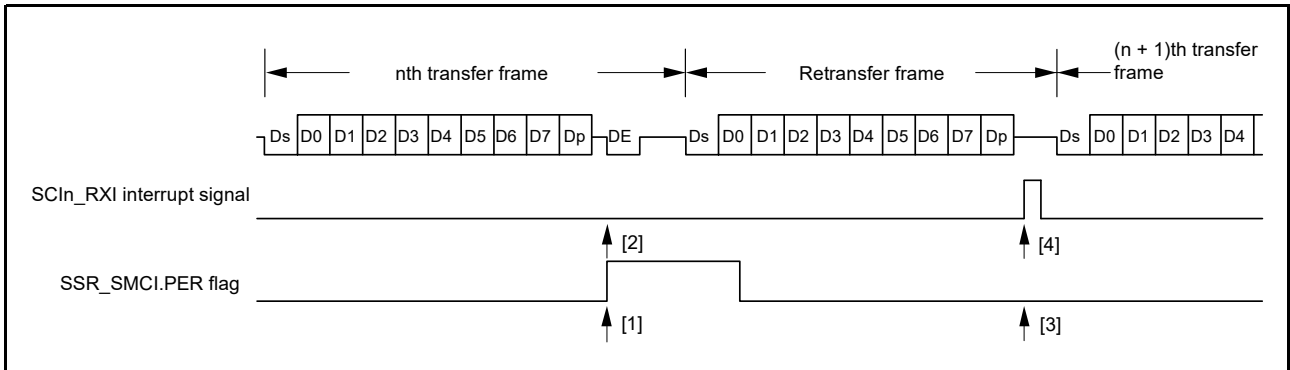 nth transfer frame
Retransfer frame
(n + 1)th transfer
frame
Ds D0 D1 D2 D3 D4 D5 D6 D7 Dp DE Ds D0 D1 D2 D3 D4 D5 D6 D7 Dp Ds D0 D1 D2 D3 D4
SCIn_RXI interrupt signal
[2] [4]
SSR_SMCI.PER flag
[1] [3]